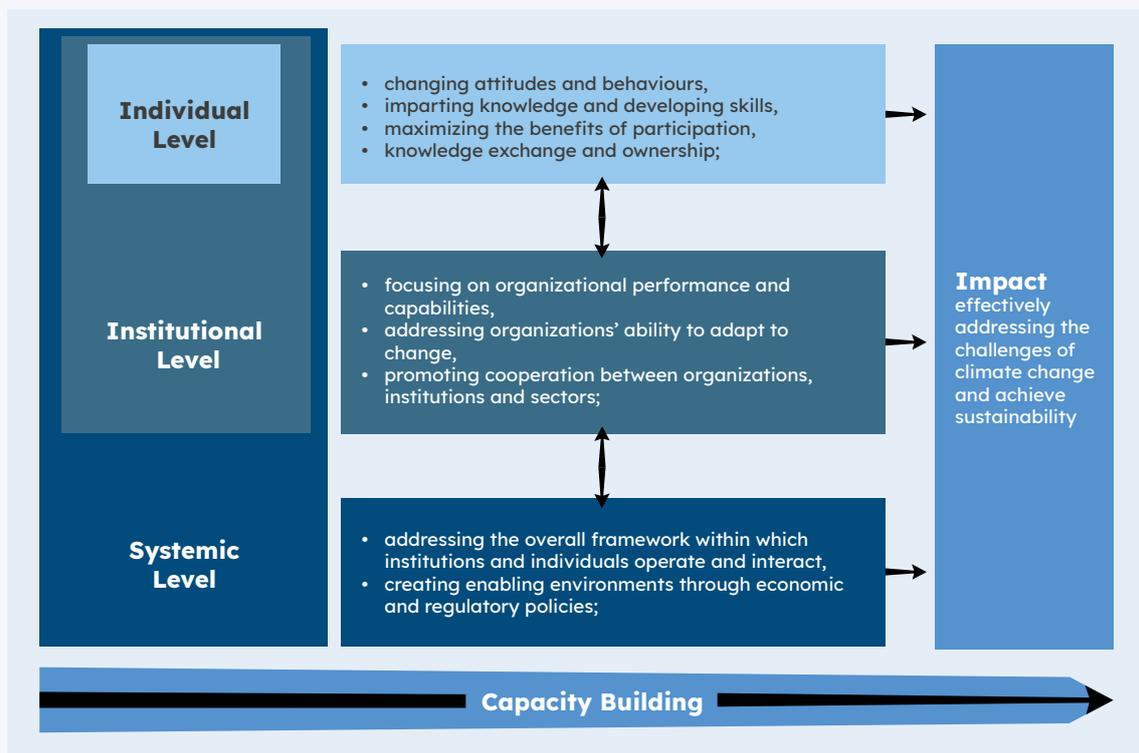 Individual
Level
• changing attitudes and behaviours,
• imparting knowledge and developing skills,
• maximizing the benefits of participation,
• knowledge exchange and ownership;
Institutional
Level
• focusing on organizational performance and
capabilities,
• addressing organizations’ ability to adapt to
change,
• promoting cooperation between organizations,
institutions and sectors;
Systemic
Level
• addressing the overall framework within which
institutions and individuals operate and interact,
• creating enabling environments through economic
and regulatory policies;
Impact
effectively
addressing the
challenges of
climate change
and achieve
sustainability
Capacity Building